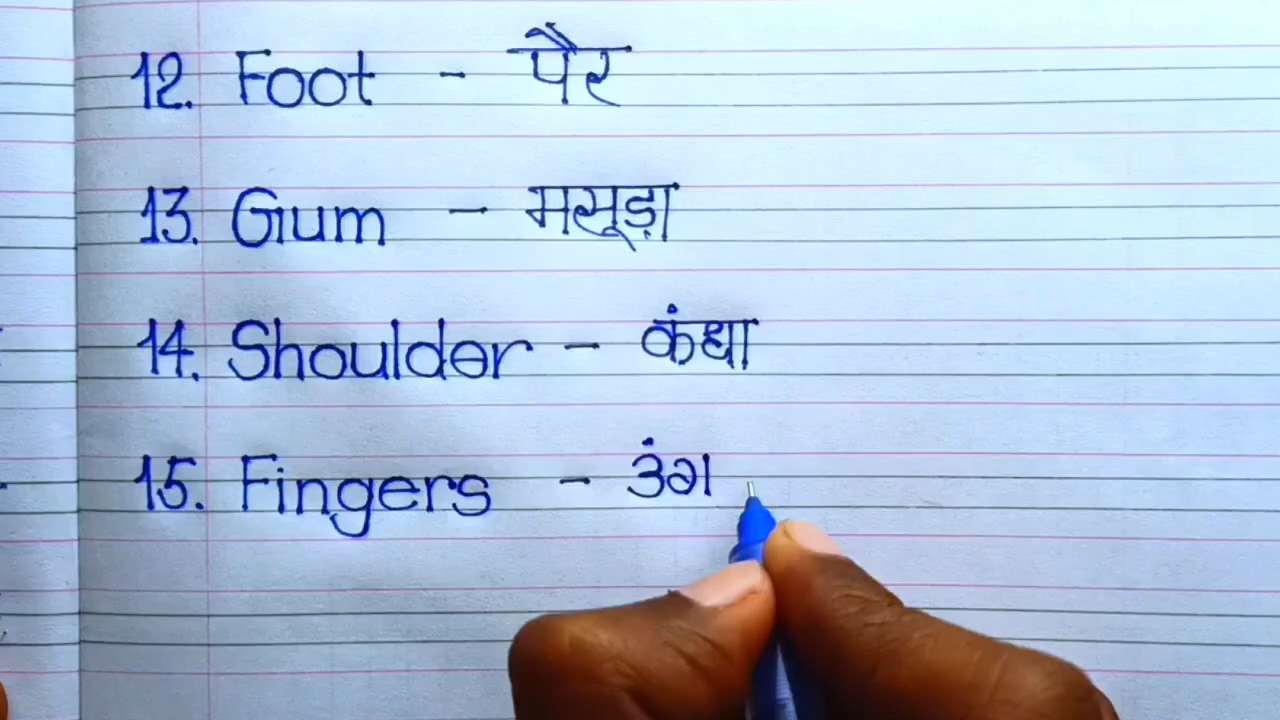 12. Foot - पैर
13. Gum - मसूड़ा
14. Shoulder - कंधा
15. Fingers - उंग